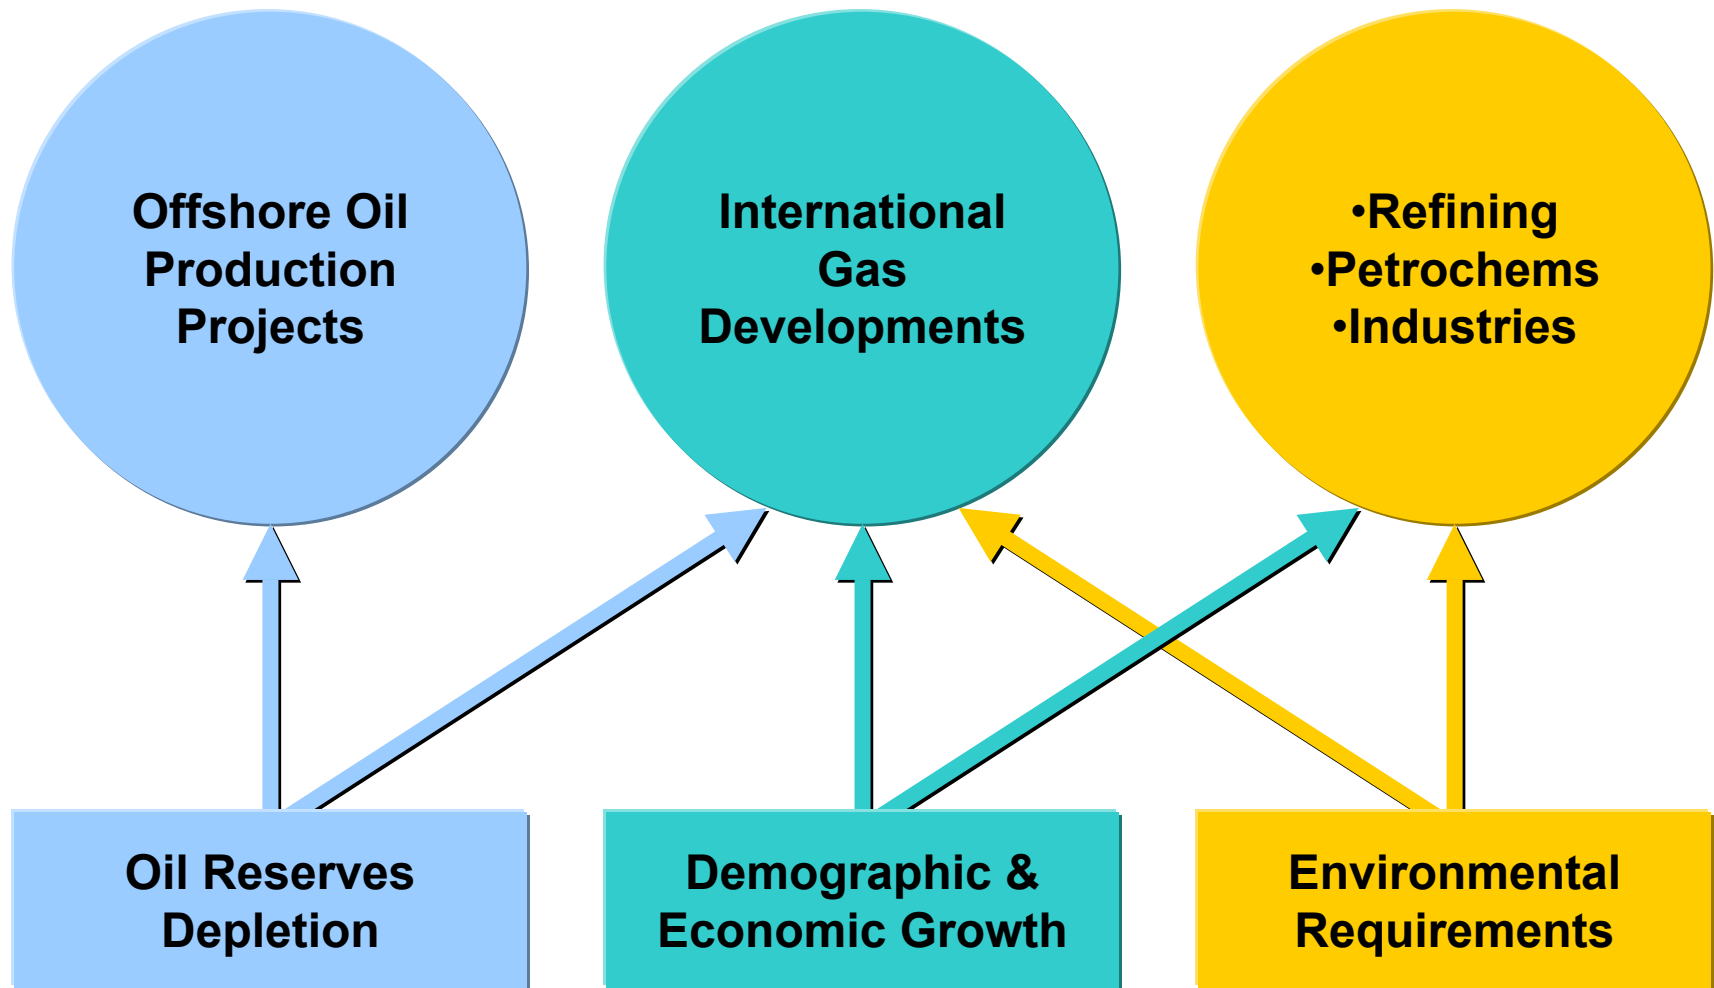 Offshore Oil
Production
Projects
International
Gas
Developments
•Refining
•Petrochems
•Industries
Oil Reserves
Depletion
Demographic &
Economic Growth
Environmental
Requirements